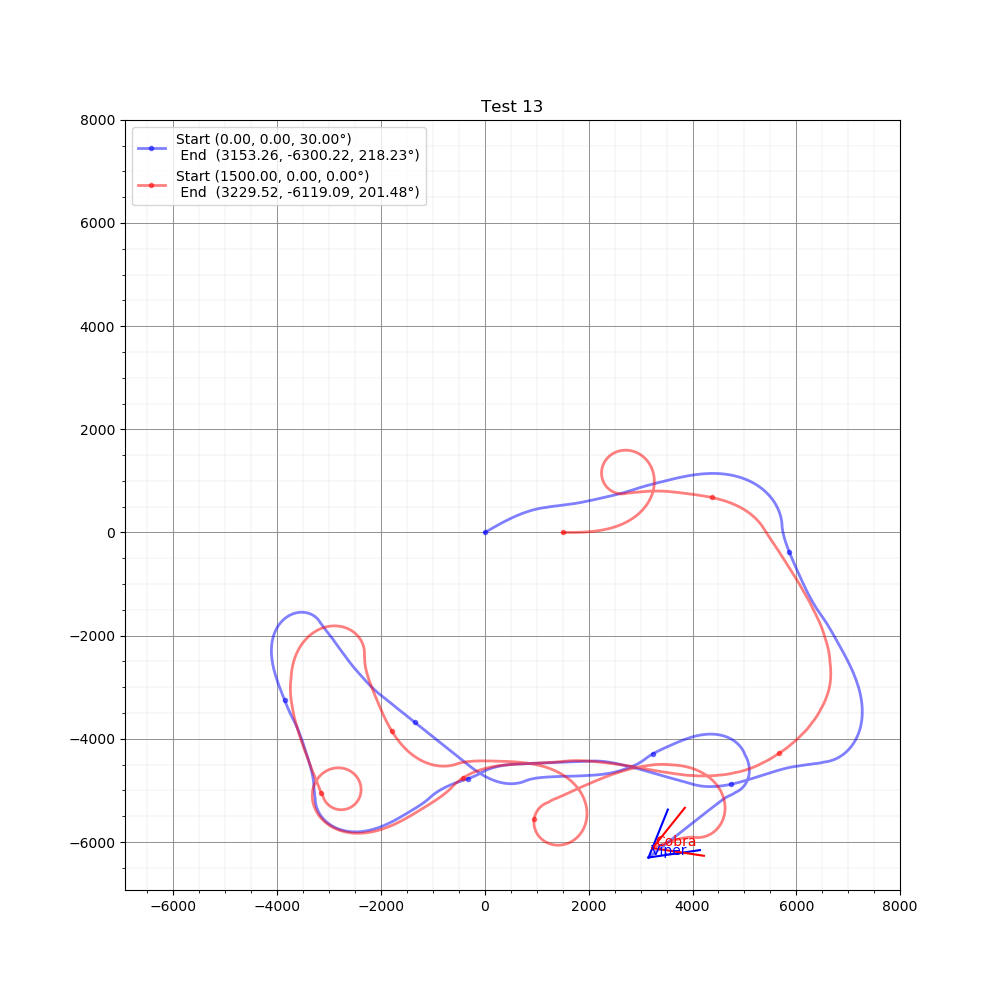 Test 13
Start (0.00, 0.00, 30.00°)
End (3153.26, -6300.22, 218.23°)
Start (1500.00, 0.00, 0.00°)
End (3229.52, -6119.09, 201.48°)
8000
6000
4000
2000
0
−2000
−4000
−6000
Cobra
Viper
−6000 −4000 −2000 0 2000 4000 6000 8000